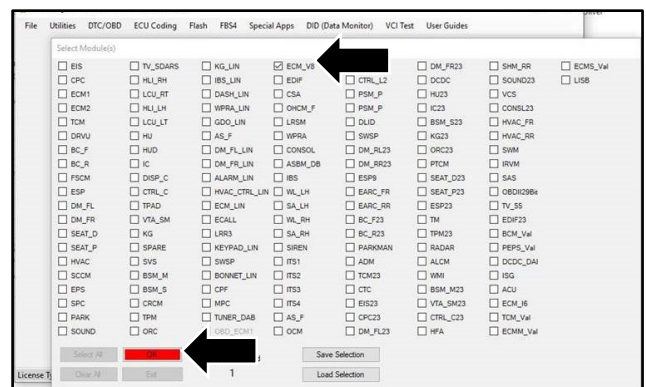 File Utilities DTC/OBD ECU Coding Flash FBS4 Special Apps DID (Data Monitor) VCI Test User Guides
Select Module(s)
EIS TV_SDARS KG_LIN ECM_V8 DM_FR23 SHM_RR ECMS_Val
CPC HLI_RH IBS_LIN EDIF CTRL_L2 DCDC SOUND23 LISB
ECM1 LCU_RT DASH_LIN CSA PSM_P HU23 VCS
ECM2 HLI_LH WPRA_LIN OHCM_F PSM_P IC23 CONSL23
TCM LCU_LT GDO_LIN LRSM DLID BSM_S23 HVAC_FR
DRVU HU AS_F WPRA SWSP KG23 HVAC_RR
BC_F HUD DM_FL_LIN CONSOL DM_RL23 ORC23 SWM
BC_R IC DM_FR_LIN ASBM_DB DM_RR23 PTCM IRVM
FSCM DISP_C ALARM_LIN IBS ESP9 SEAT_D23 SAS
ESP CTRL_C HVAC_CTRL_LIN WL_LH EARC_FR SEAT_P23 OBDII29Bit
DM_FL TPAD ECM_LIN SA_LH EARC_RR ESP23 TV_55
DM_FR VTA_SM ECALL WL_RH BC_F23 TM EDIF23
SEAT_D KG LRR3 SA_RH BC_R23 TPM23 BCM_Val
SEAT_P SPARE KEYPAD_LIN SIREN PARKMAN RADAR PEPS_Val
HVAC SVS SWSP ITS1 ADM ALCM DCDC_DAI
SCCM BSM_M BONNET_LIN ITS2 TCM23 WMI ISG
EPS BSM_S CPF ITS3 CTC BSM_M23 ACU
SPC CRCM MPC ITS4 EIS23 VTA_SM23 ECM_I6
PARK TPM TUNER_DAB AS_F CPC23 CTRL_C23 TCM_Val
SOUND ORC OBD_ECM1 OCM DM_FL23 HFA ECMM_Val
Select All OK Save Selection
License Ty Clear All Exit 1 Load Selection